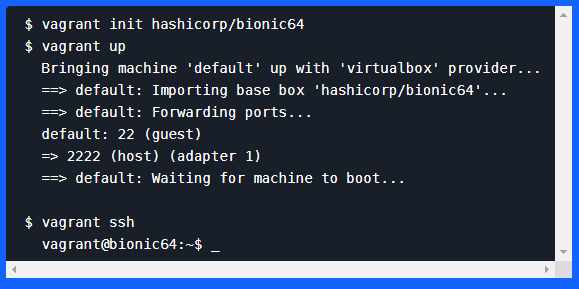 $ vagrant init hashicorp/bionic64
$ vagrant up
Bringing machine 'default' up with 'virtualbox' provider...
==> default: Importing base box 'hashicorp/bionic64'...
==> default: Forwarding ports...
default: 22 (guest)
=> 2222 (host) (adapter 1)
==> default: Waiting for machine to boot...
$ vagrant ssh
vagrant@bionic64:~$ _